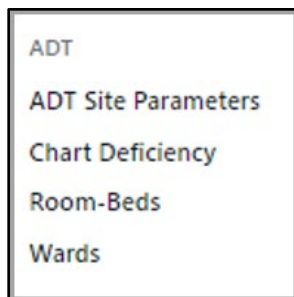 ADT
ADT Site Parameters
Chart Deficiency
Room-Beds
Wards